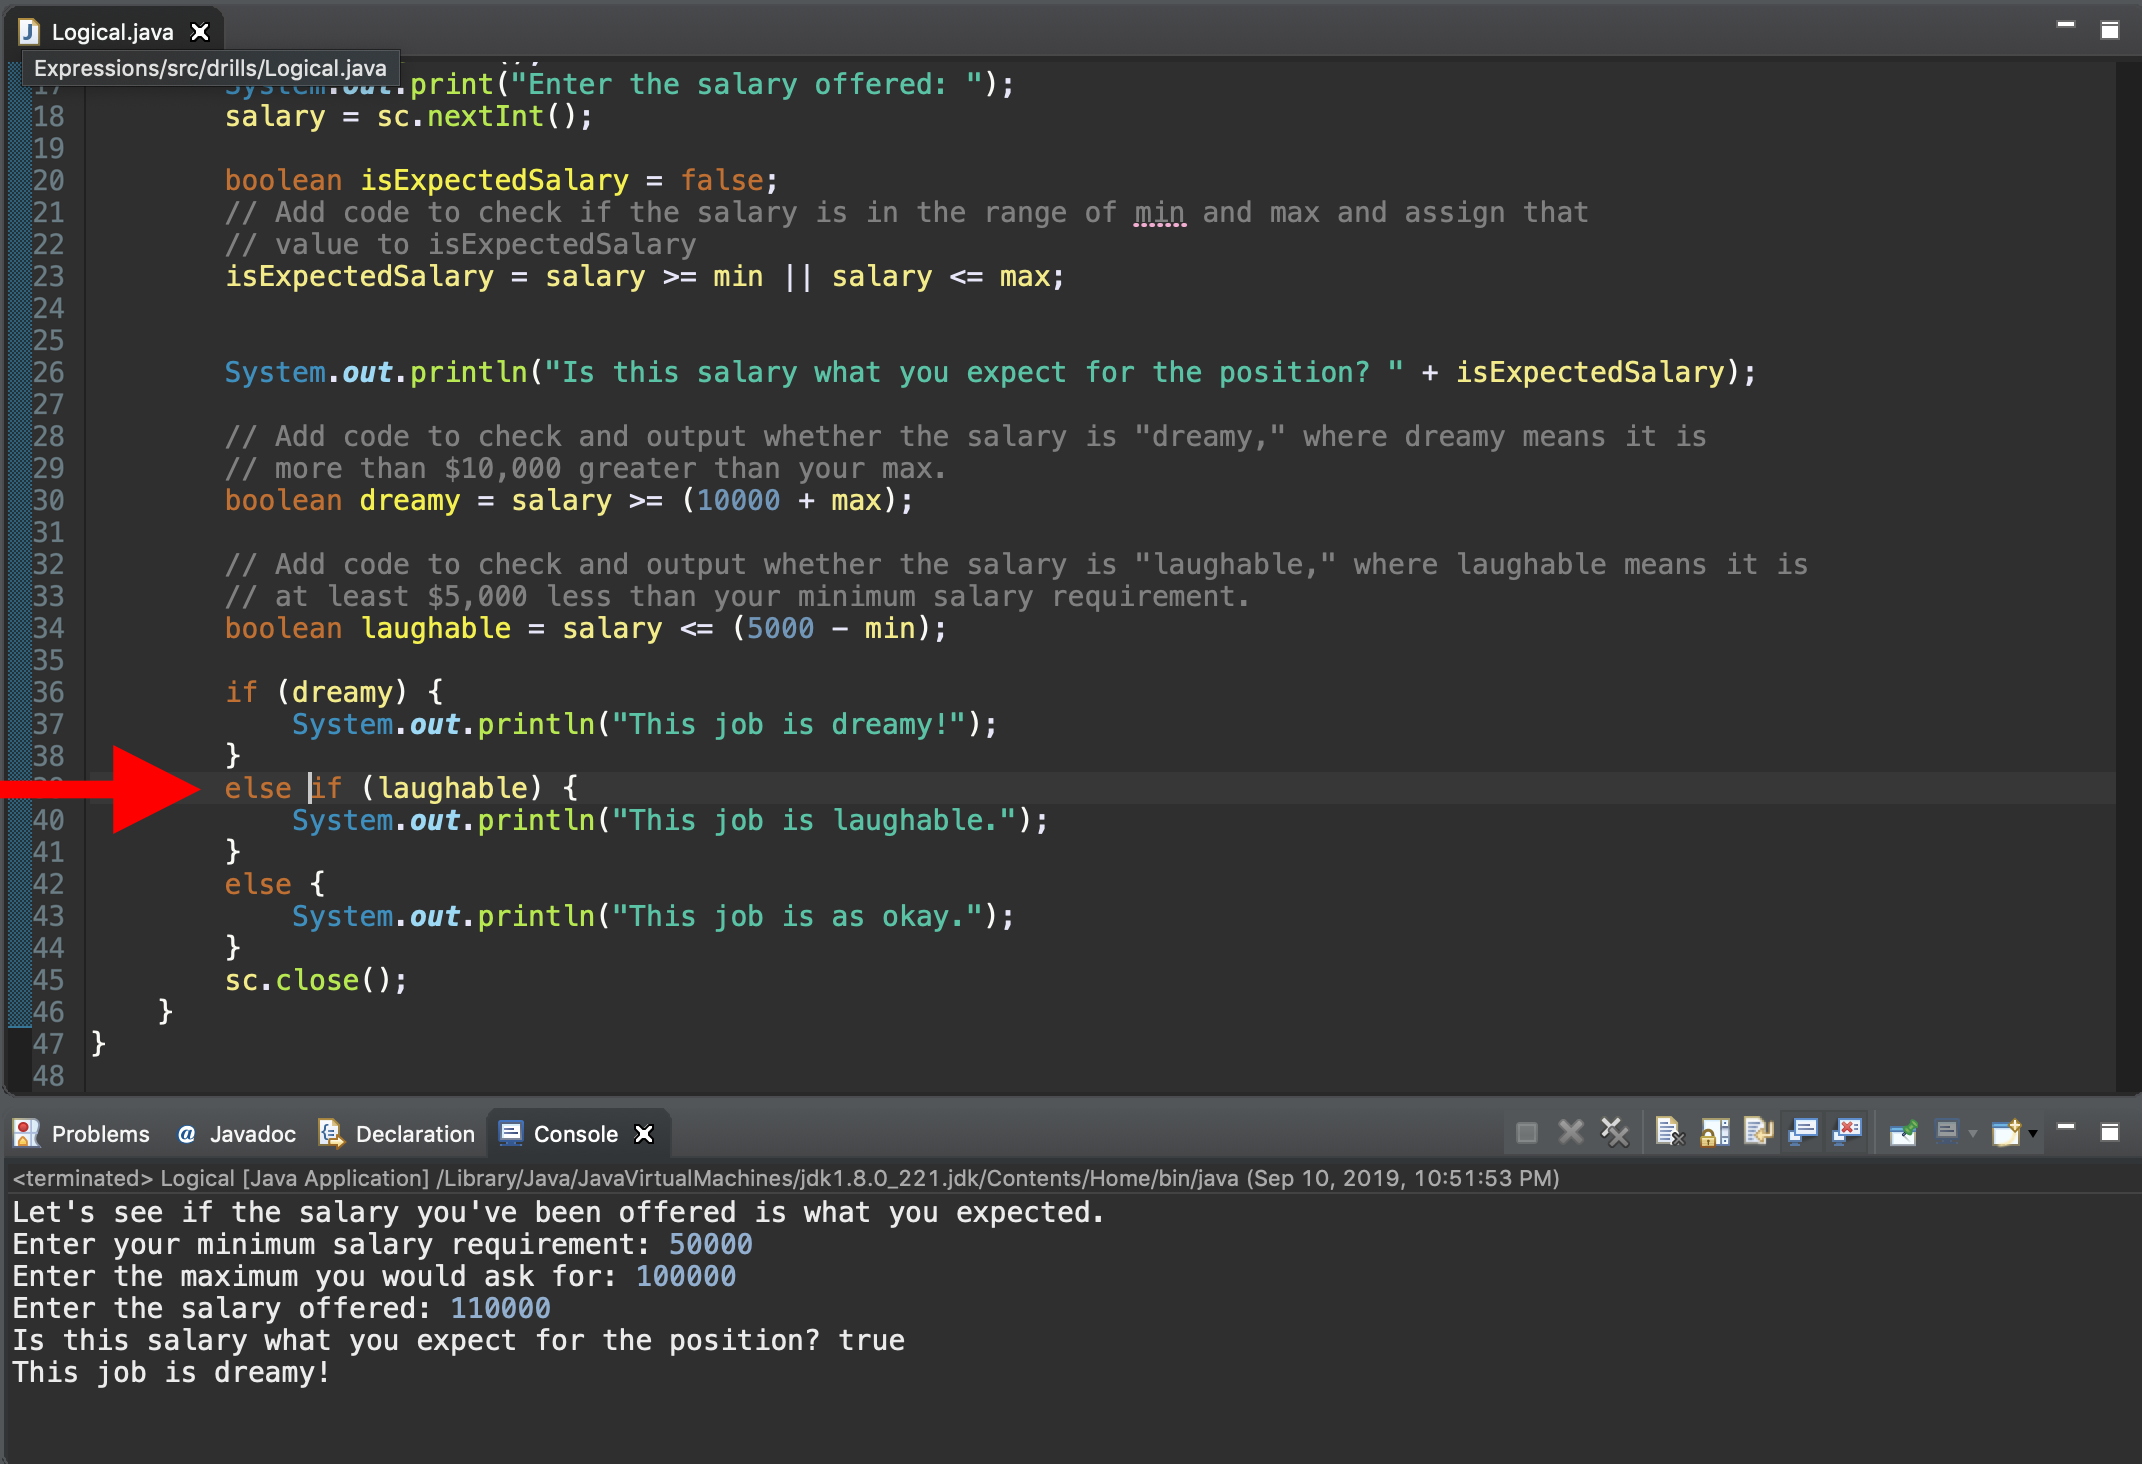 Logical.java
Expressions/src/drills/Logical.java
17 System.out.print("Enter the salary offered: ");
18 salary = sc.nextInt();
19
20 boolean isExpectedSalary = false;
21 // Add code to check if the salary is in the range of min and max and assign that
22 // value to isExpectedSalary
23 isExpectedSalary = salary >= min || salary <= max;
24
25
26 System.out.println("Is this salary what you expect for the position? " + isExpectedSalary);
27
28 // Add code to check and output whether the salary is "dreamy," where dreamy means it is
29 // more than $10,000 greater than your max.
30 boolean dreamy = salary >= (10000 + max);
31
32 // Add code to check and output whether the salary is "laughable," where laughable means it is
33 // at least $5,000 less than your minimum salary requirement.
34 boolean laughable = salary <= (5000 - min);
35
36 if (dreamy) {
37 System.out.println("This job is dreamy!");
38 }
else if (laughable) {
40 System.out.println("This job is laughable.");
41 }
42 else {
43 System.out.println("This job is as okay.");
44 }
45 sc.close();
46 }
47 }
48
Problems @ Javadoc Declaration Console
<terminated> Logical [Java Application] /Library/Java/JavaVirtualMachines/jdk1.8.0_221.jdk/Contents/Home/bin/java (Sep 10, 2019, 10:51:53 PM)
Let's see if the salary you've been offered is what you expected.
Enter your minimum salary requirement: 50000
Enter the maximum you would ask for: 100000
Enter the salary offered: 110000
Is this salary what you expect for the position? true
This job is dreamy!